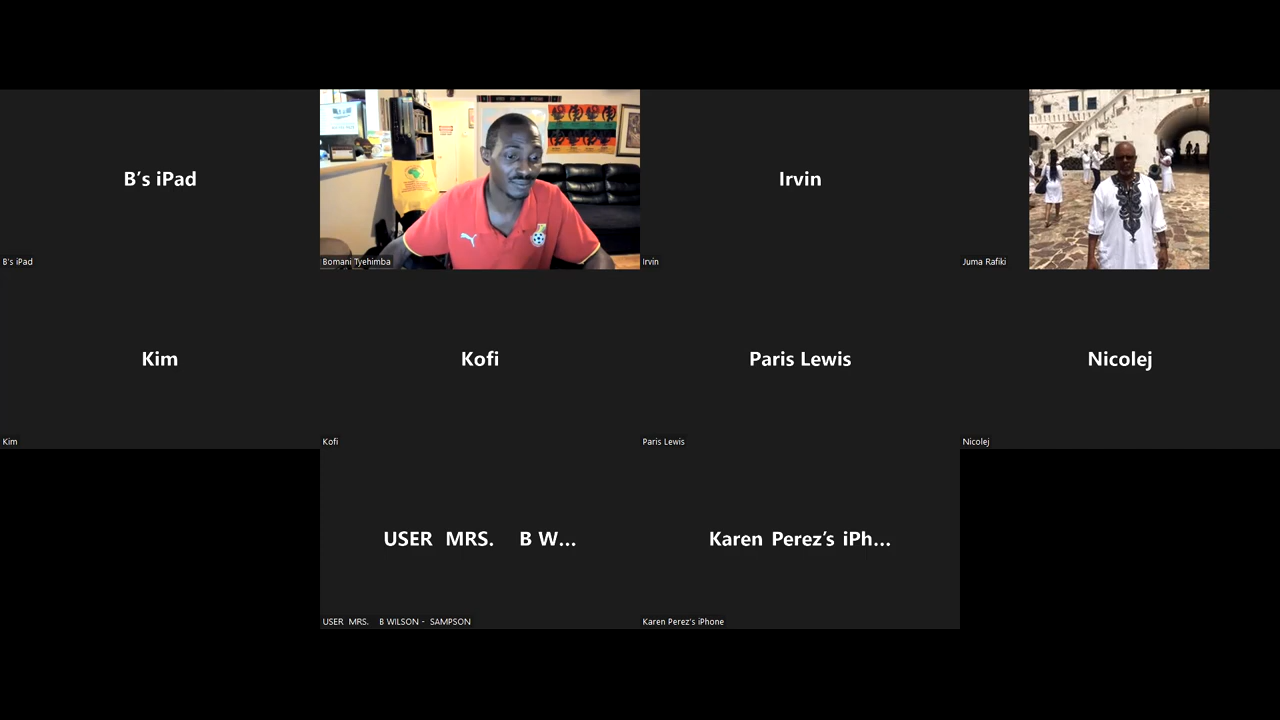 B's iPad
Irvin
B's iPad
Bomani Tyehimba
Irvin
Juma Rafiki
Kim
Kofi
Paris Lewis
Nicolej
Kim
Kofi
Paris Lewis
Nicolej
USER MRS. B W...
Karen Perez's iPh...
USER MRS. B WILSON - SAMPSON
Karen Perez's iPhone